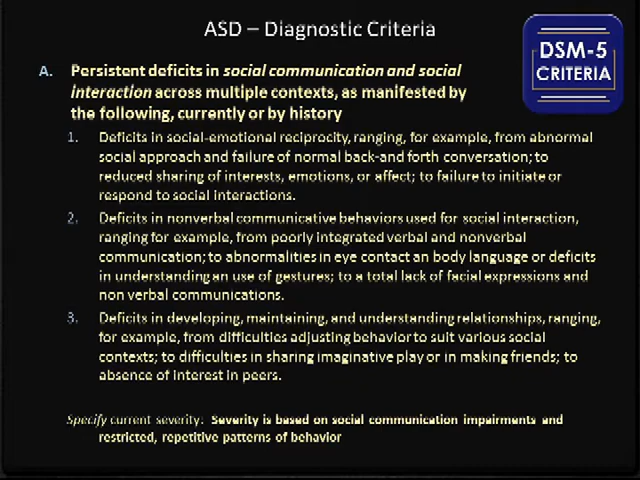 ASD – Diagnostic Criteria
DSM-5
CRITERIA
A. Persistent deficits in social communication and social
interaction across multiple contexts, as manifested by
the following, currently or by history
1. Deficits in social-emotional reciprocity, ranging, for example, from abnormal
social approach and failure of normal back-and forth conversation; to
reduced sharing of interests, emotions, or affect; to failure to initiate or
respond to social interactions.
2. Deficits in nonverbal communicative behaviors used for social interaction,
ranging for example, from poorly integrated verbal and nonverbal
communication; to abnormalities in eye contact an body language or deficits
in understanding an use of gestures; to a total lack of facial expressions and
non verbal communications.
3. Deficits in developing, maintaining, and understanding relationships, ranging,
for example, from difficulties adjusting behavior to suit various social
contexts; to difficulties in sharing imaginative play or in making friends; to
absence of interest in peers.
Specify current severity: Severity is based on social communication impairments and
restricted, repetitive patterns of behavior